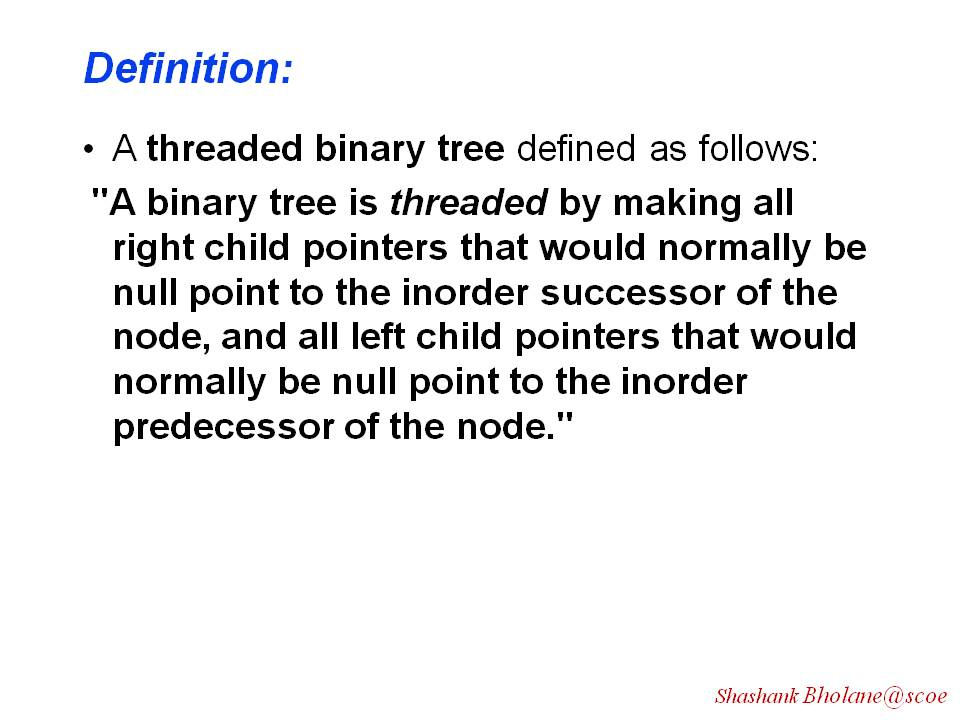 Definition:
• A threaded binary tree defined as follows:
"A binary tree is threaded by making all
right child pointers that would normally be
null point to the inorder successor of the
node, and all left child pointers that would
normally be null point to the inorder
predecessor of the node."
Shashank Bholane@scoe